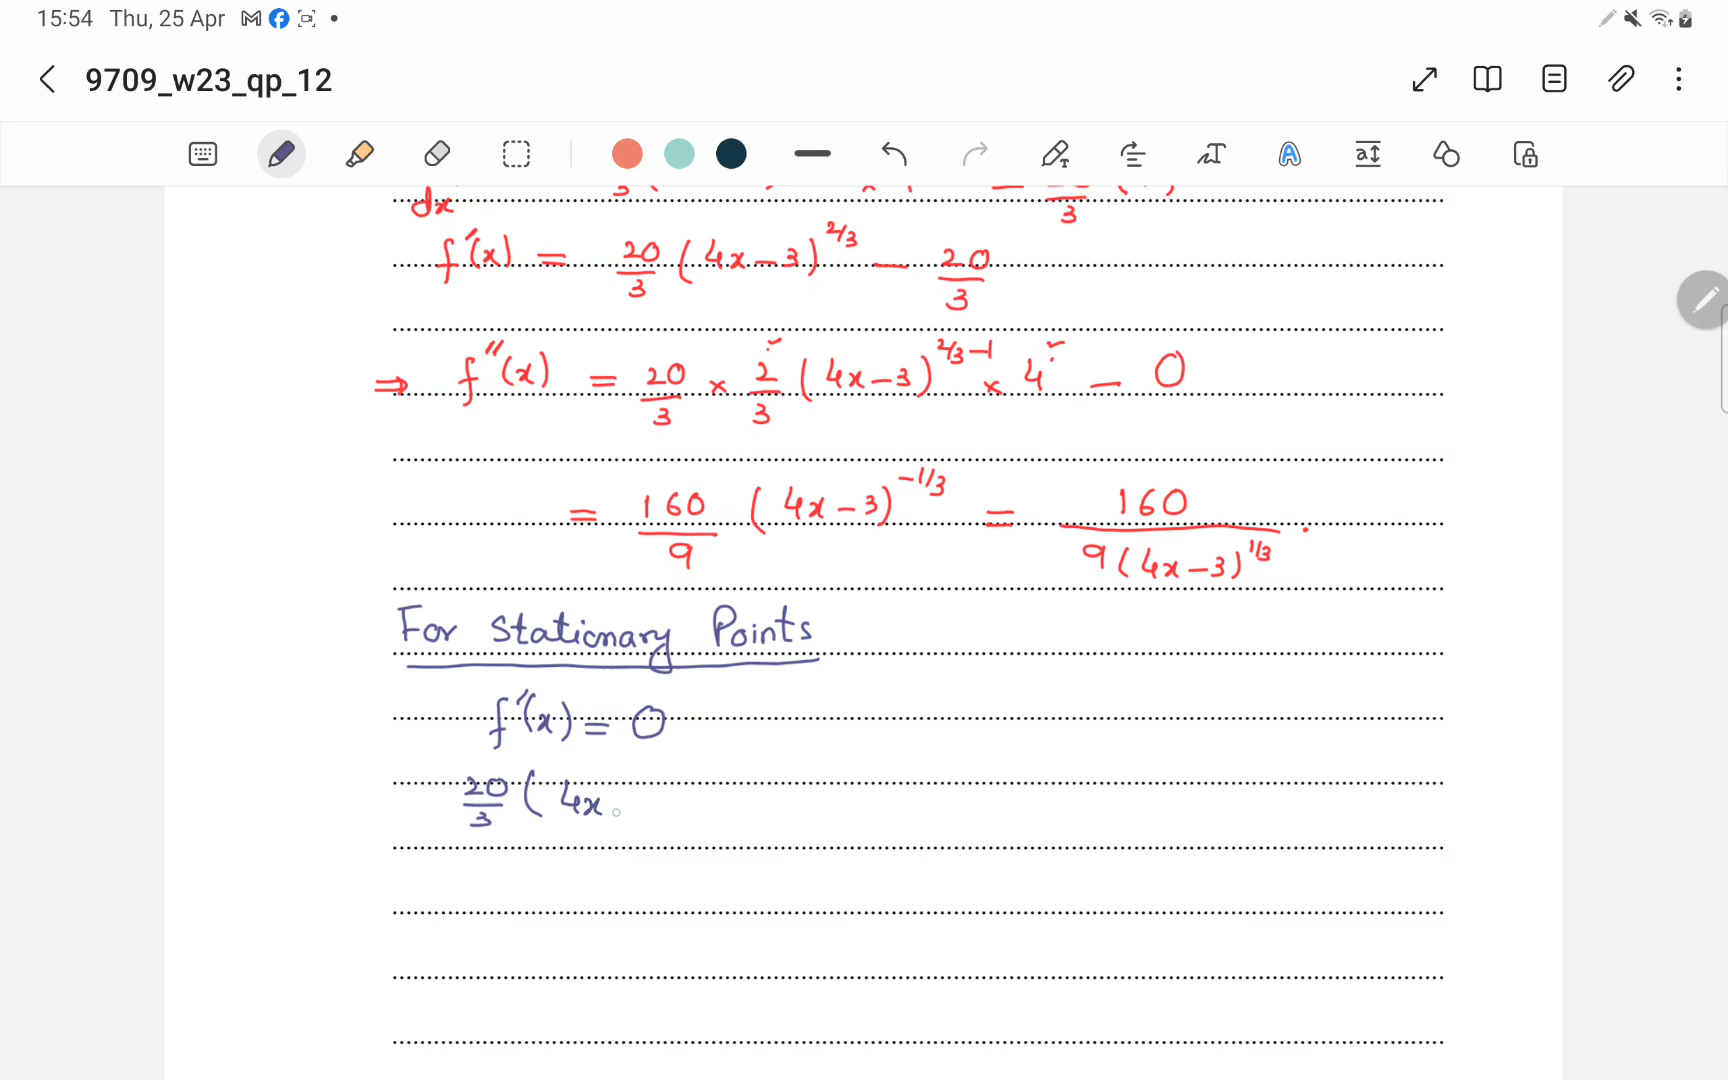 15:54 Thu, 25 Apr
9709_w23_qp_12
dx 3 3
f'(x) = 20/3 (4x-3)^2/3 - 20/3
⇒ f''(x) = 20/3 × 2/3 (4x-3)^2/3-1 × 4 - 0
= 160/9 (4x-3)^-1/3 = 160/9(4x-3)^1/3 .
For Stationary Points
f'(x) = 0
20/3 ( 4x